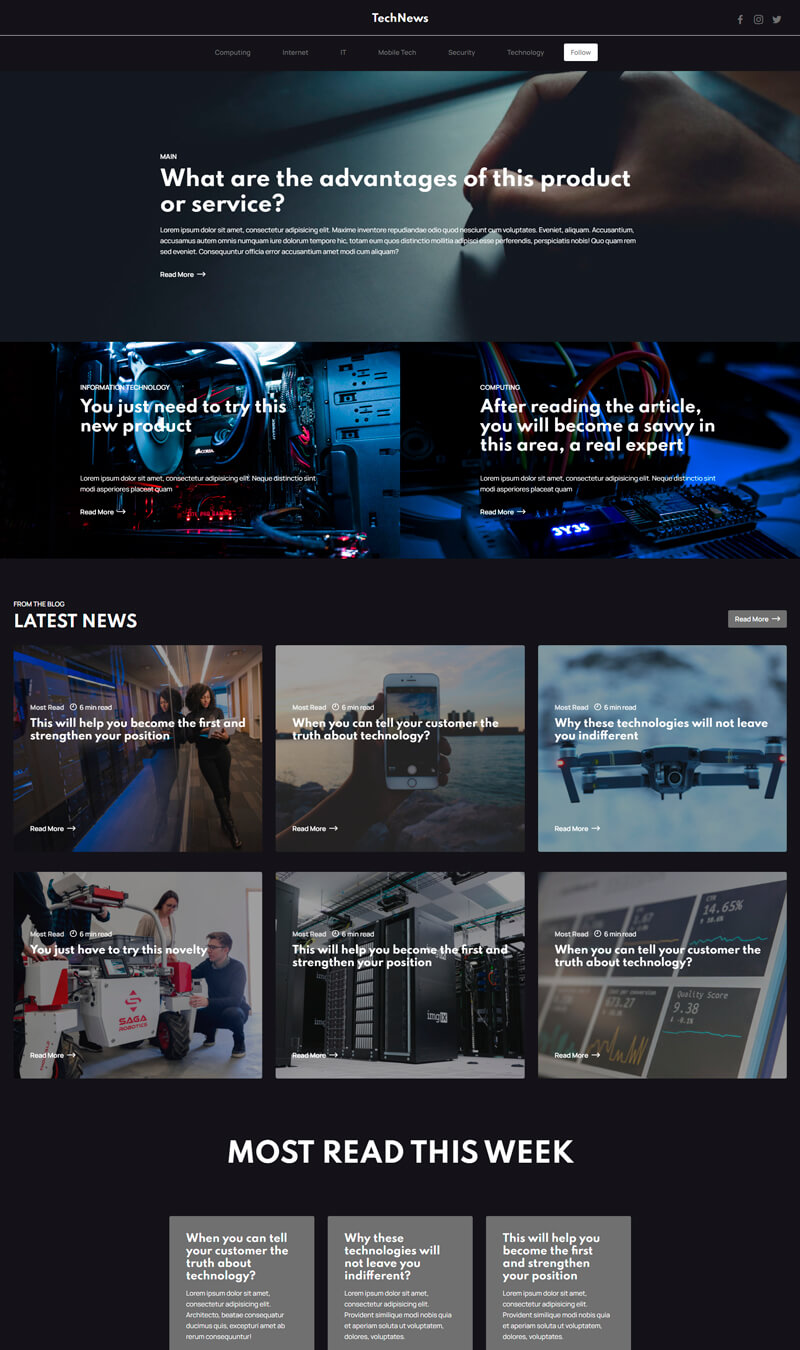 TechNews
Computing Internet IT Mobile Tech Security Technology Follow
MAIN
What are the advantages of this product
or service?
Lorem ipsum dolor sit amet, consectetur adipisicing elit. Maxime inventore repudiandae odio quod nesciunt cum voluptates. Eveniet, aliquam. Accusantium,
accusamus autem omnis numquam iure dolorum tempore hic, totam eum quos distinctio mollitia adipisci esse perferendis, perspiciatis nobis! Quo quam rem
sed eveniet. Consequuntur officia error accusantium amet modi cum aliquam?
Read More
INFORMATION TECHNOLOGY
You just need to try this
new product
CORSAIR
Lorem ipsum dolor sit amet, consectetur adipisicing elit. Neque distinctio sint
modi asperiores placeat quam
Read More
COMPUTING
After reading the article,
you will become a savvy in
this area, a real expert
Lorem ipsum dolor sit amet, consectetur adipisicing elit. Neque distinctio sint
modi asperiores placeat quam
Read More
3Y35
FROM THE BLOG
LATEST NEWS
Read More
Most Read 6 min read
This will help you become the first and
strengthen your position
Read More
Most Read 6 min read
When you can tell your customer the
truth about technology?
Read More
Most Read 6 min read
Why these technologies will not leave
you indifferent
Read More
Most Read 6 min read
You just have to try this novelty
SAGA
ROBOTICS
Read More
Most Read 6 min read
This will help you become the first and
strengthen your position
imgIX
imgIX
Read More
CTR
14.65%
Most Read 6 min read
When you can tell your customer the
truth about technology?
673.27
Quality Score
9.38
Read More
MOST READ THIS WEEK
When you can tell
your customer the
truth about
technology?
Lorem ipsum dolor sit amet,
consectetur adipisicing elit.
Architecto, beatae consequatur
ducimus quis, excepturi amet ab
rerum consequuntur!
Why these
technologies will
not leave you
indifferent?
Lorem ipsum dolor sit amet,
consectetur adipisicing elit.
Provident similique modi nobis quia
et aperiam soluta ut voluptatem,
dolores, voluptates.
This will help you
become the first
and strengthen
your position
Lorem ipsum dolor sit amet,
consectetur adipisicing elit.
Provident similique modi nobis quia
et aperiam soluta ut voluptatem,
dolores, voluptates.